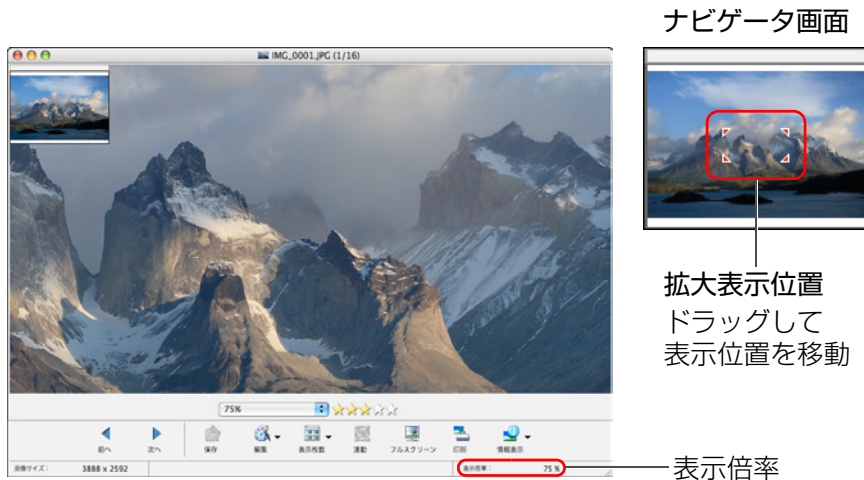 ナビゲータ画面
IMG_0001.JPG (1/16)
拡大表示位置
ドラッグして
表示位置を移動
75%
前へ
次へ
保存
編集
表示枚数
連動
フルスクリーン
印刷
情報表示
画像サイズ: 3888 x 2592
表示倍率: 75 %
表示倍率